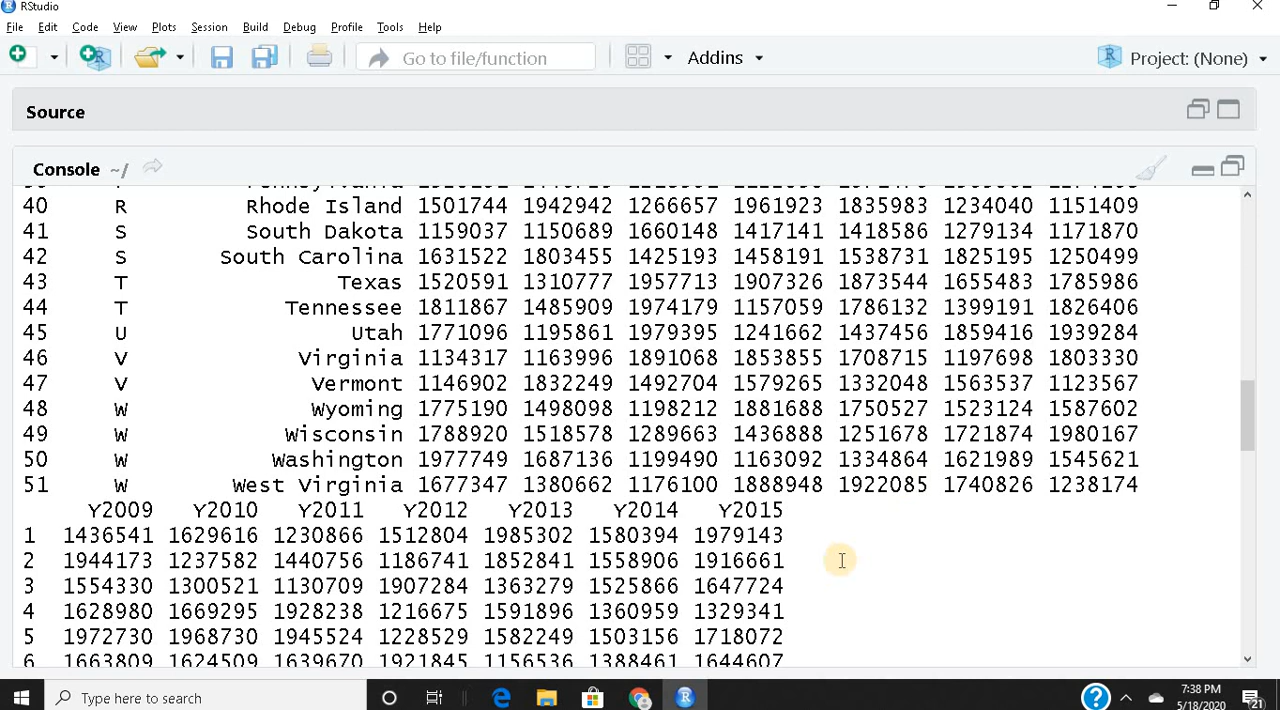 RStudio
File Edit Code View Plots Session Build Debug Profile Tools Help
Go to file/function Addins Project: (None)
Source
Console ~/
40 R Rhode Island 1501744 1942942 1266657 1961923 1835983 1234040 1151409
41 S South Dakota 1159037 1150689 1660148 1417141 1418586 1279134 1171870
42 S South Carolina 1631522 1803455 1425193 1458191 1538731 1825195 1250499
43 T Texas 1520591 1310777 1957713 1907326 1873544 1655483 1785986
44 T Tennessee 1811867 1485909 1974179 1157059 1786132 1399191 1826406
45 U Utah 1771096 1195861 1979395 1241662 1437456 1859416 1939284
46 V Virginia 1134317 1163996 1891068 1853855 1708715 1197698 1803330
47 V Vermont 1146902 1832249 1492704 1579265 1332048 1563537 1123567
48 W Wyoming 1775190 1498098 1198212 1881688 1750527 1523124 1587602
49 W Wisconsin 1788920 1518578 1289663 1436888 1251678 1721874 1980167
50 W Washington 1977749 1687136 1199490 1163092 1334864 1621989 1545621
51 W West Virginia 1677347 1380662 1176100 1888948 1922085 1740826 1238174
Y2009 Y2010 Y2011 Y2012 Y2013 Y2014 Y2015
1 1436541 1629616 1230866 1512804 1985302 1580394 1979143
2 1944173 1237582 1440756 1186741 1852841 1558906 1916661
3 1554330 1300521 1130709 1907284 1363279 1525866 1647724
4 1628980 1669295 1928238 1216675 1591896 1360959 1329341
5 1972730 1968730 1945524 1228529 1582249 1503156 1718072
6 1663809 1624509 1639670 1921845 1156536 1388461 1644607
Type here to search
7:38 PM
5/18/2020
21